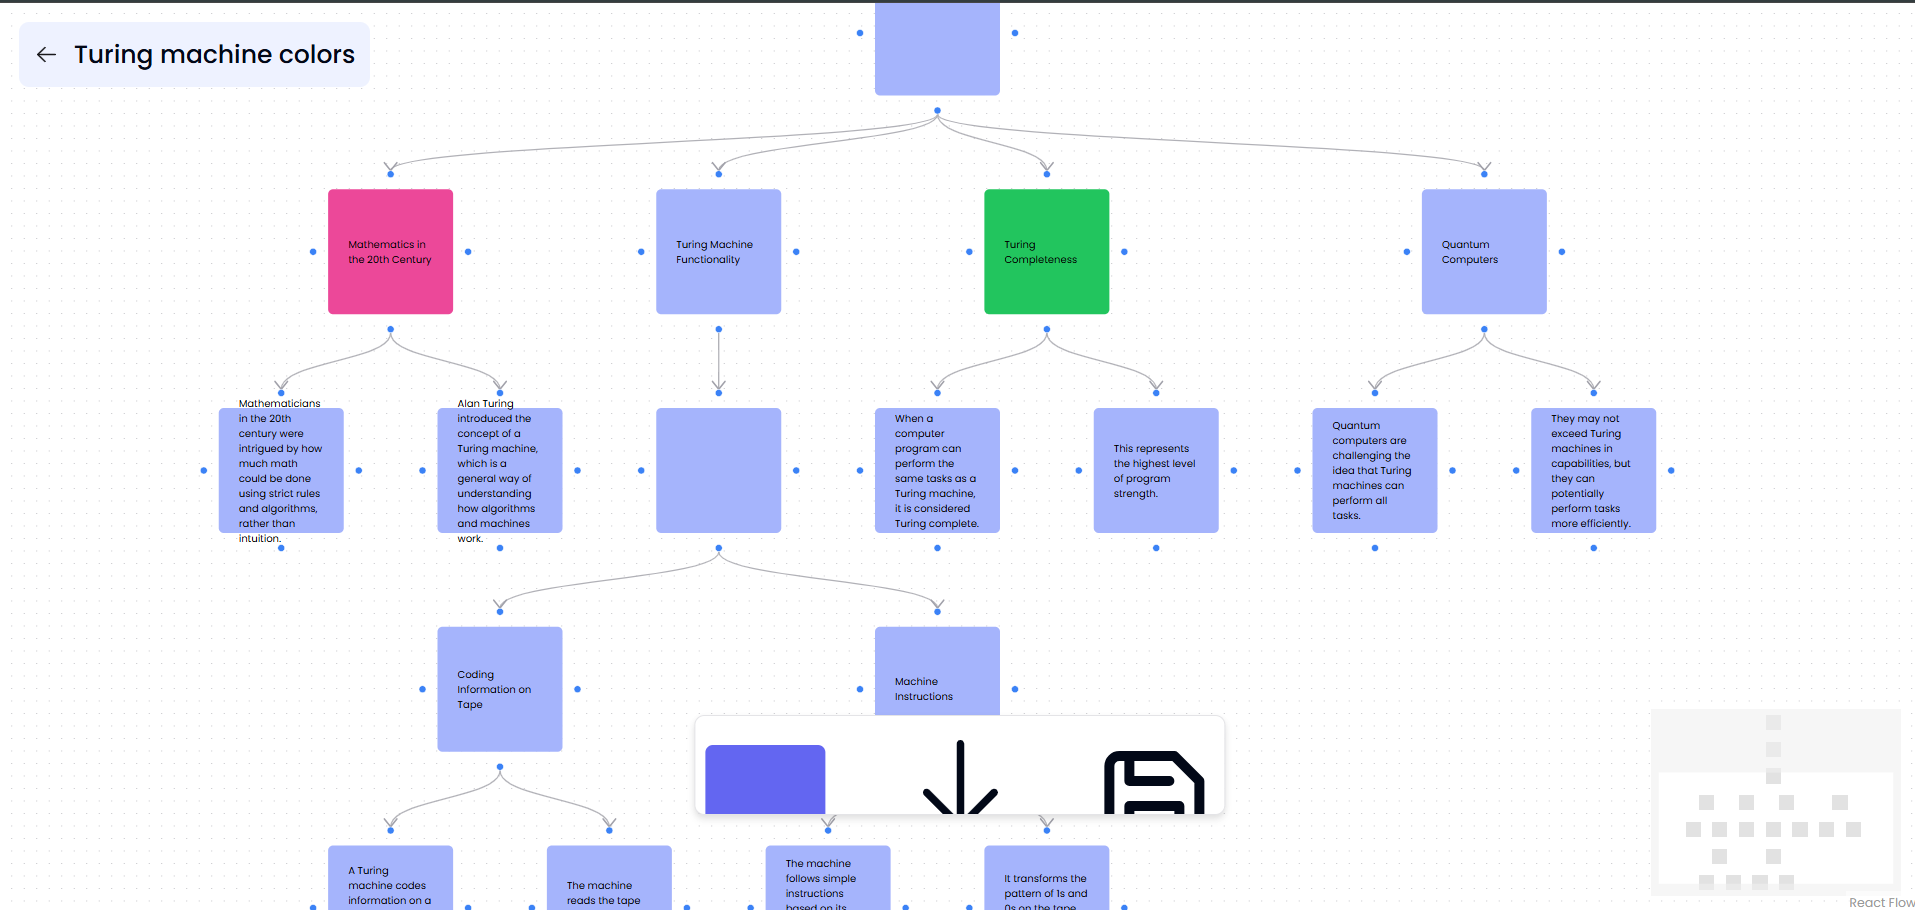 Turing machine colors
Mathematics in
the 20th Century
Turing Machine
Functionality
Turing
Completeness
Quantum
Computers
Mathematicians
in the 20th
century were
intrigued by how
much math
could be done
using strict rules
and algorithms,
rather than
intuition.
Alan Turing
introduced the
concept of a
Turing machine,
which is a
general way of
understanding
how algorithms
and machines
work.
When a
computer
program can
perform the
same tasks as a
Turing machine,
it is considered
Turing complete.
This represents
the highest level
of program
strength.
Quantum
computers are
challenging the
idea that Turing
machines can
perform all
tasks.
They may not
exceed Turing
machines in
capabilities, but
they can
potentially
perform tasks
more efficiently.
Coding
Information on
Tape
Machine
Instructions
A Turing
machine codes
information on a
The machine
reads the tape
The machine
follows simple
instructions
based on its
It transforms the
pattern of 1s and
0s on the tape
React Flow